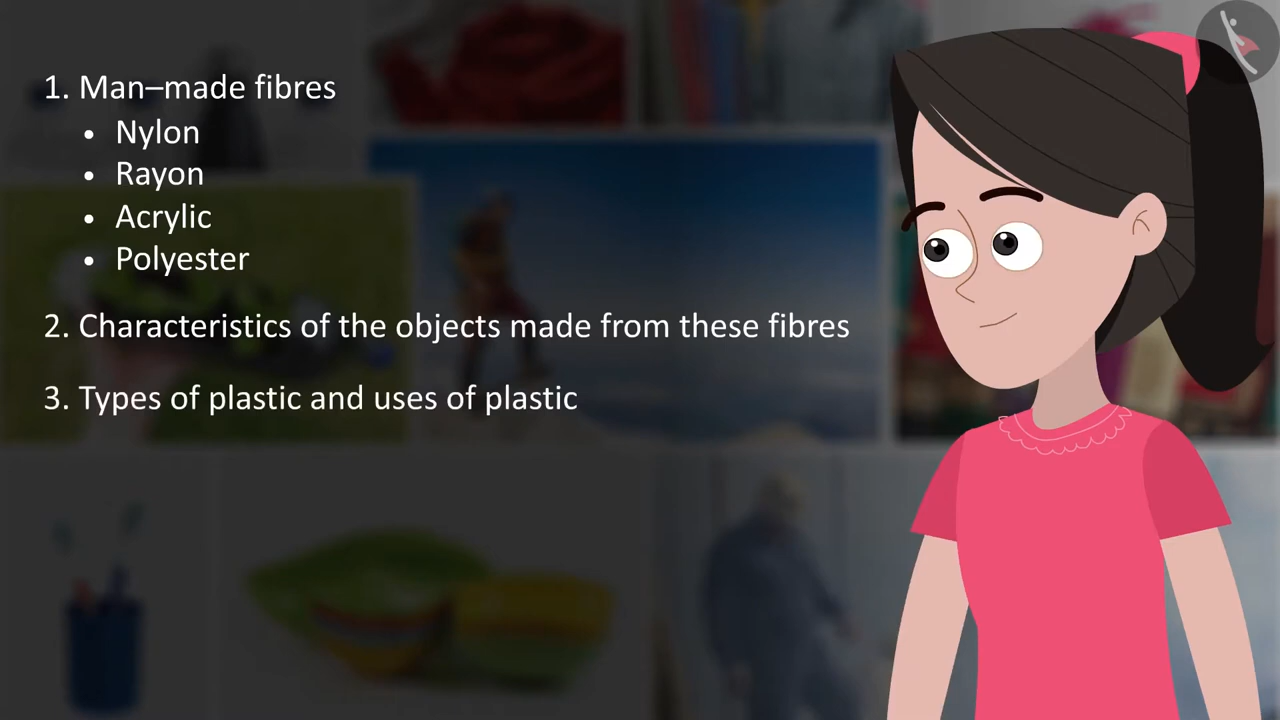 1. Man–made fibres
• Nylon
• Rayon
• Acrylic
• Polyester
2. Characteristics of the objects made from these fibres
3. Types of plastic and uses of plastic